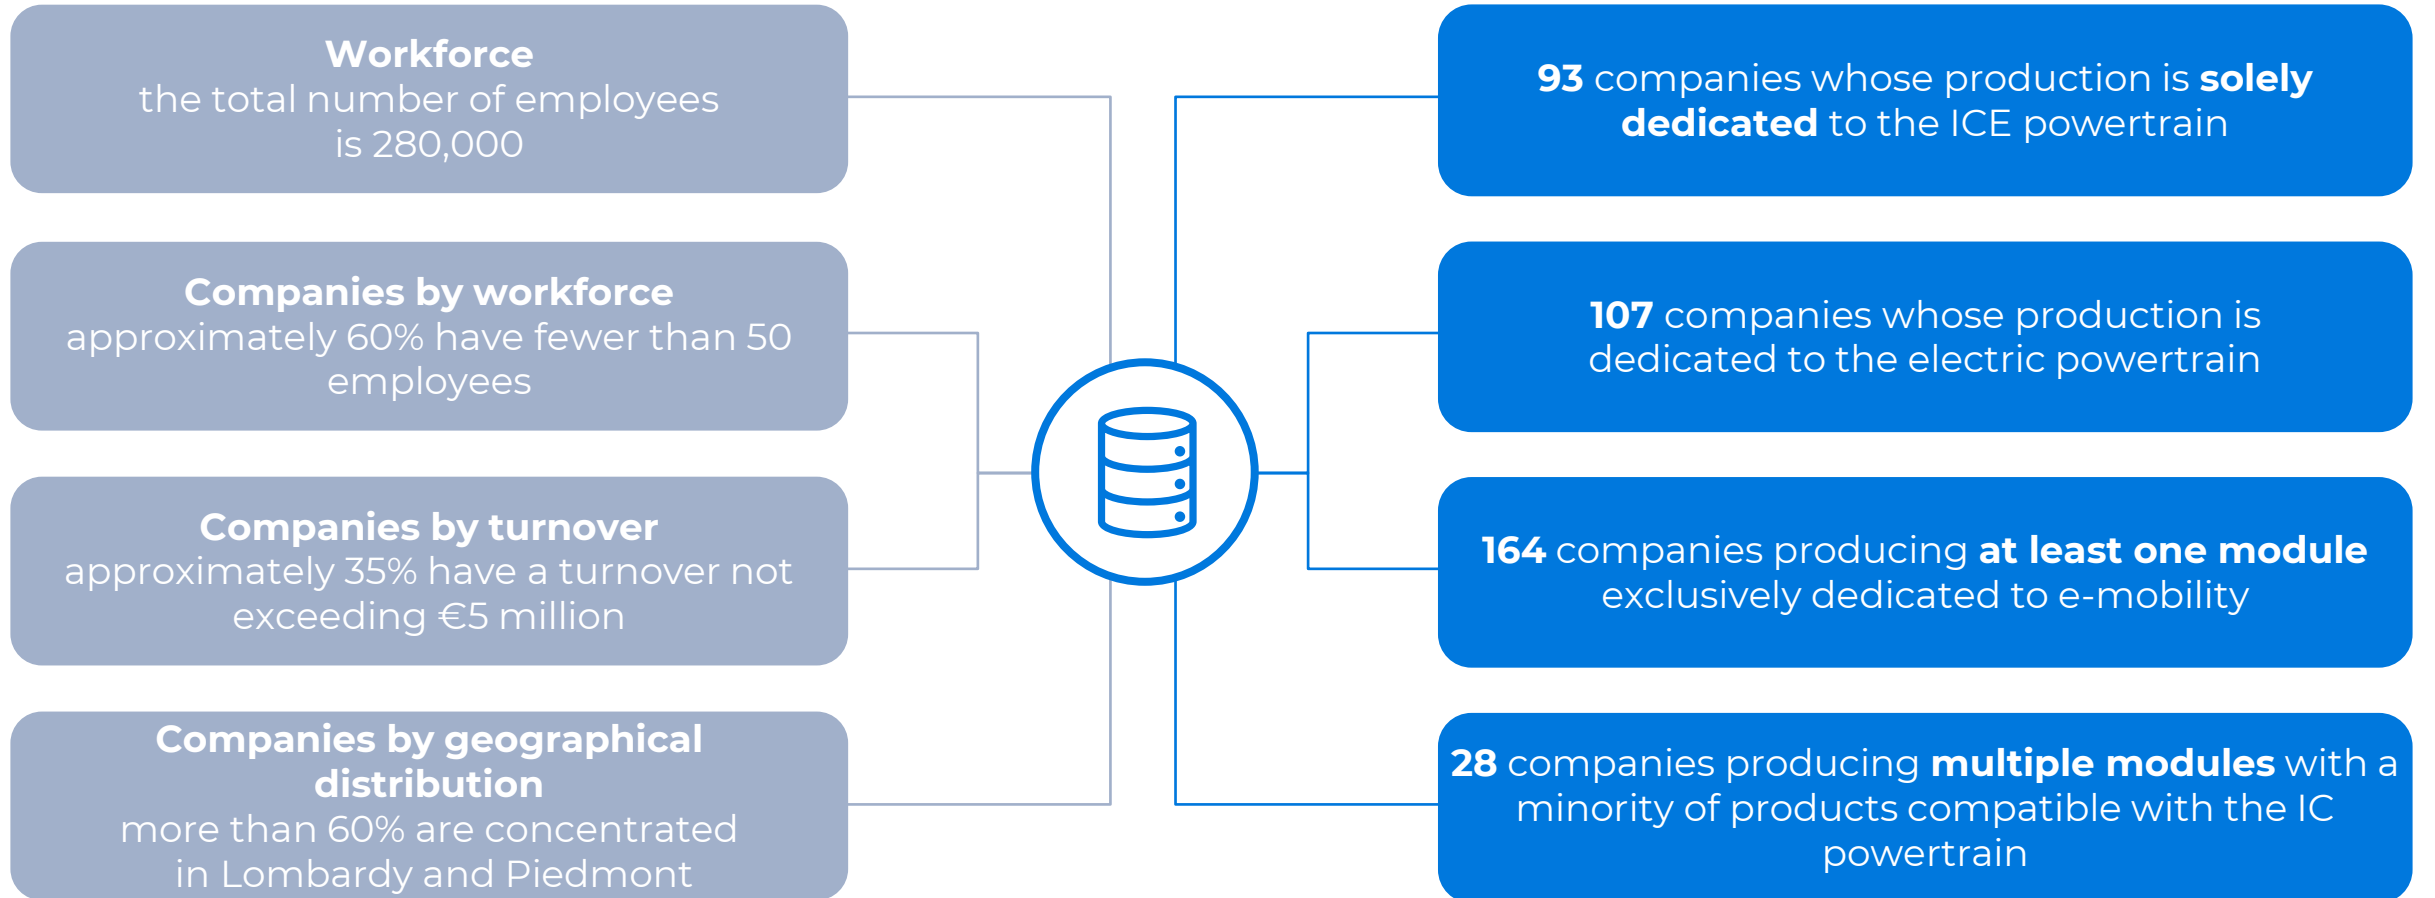 Workforce
the total number of employees
is 280,000
Companies by workforce
approximately 60% have fewer than 50
employees
Companies by turnover
approximately 35% have a turnover not
exceeding €5 million
Companies by geographical
distribution
more than 60% are concentrated
in Lombardy and Piedmont
93 companies whose production is solely
dedicated to the ICE powertrain
107 companies whose production is
dedicated to the electric powertrain
164 companies producing at least one module
exclusively dedicated to e-mobility
28 companies producing multiple modules with a
minority of products compatible with the IC
powertrain